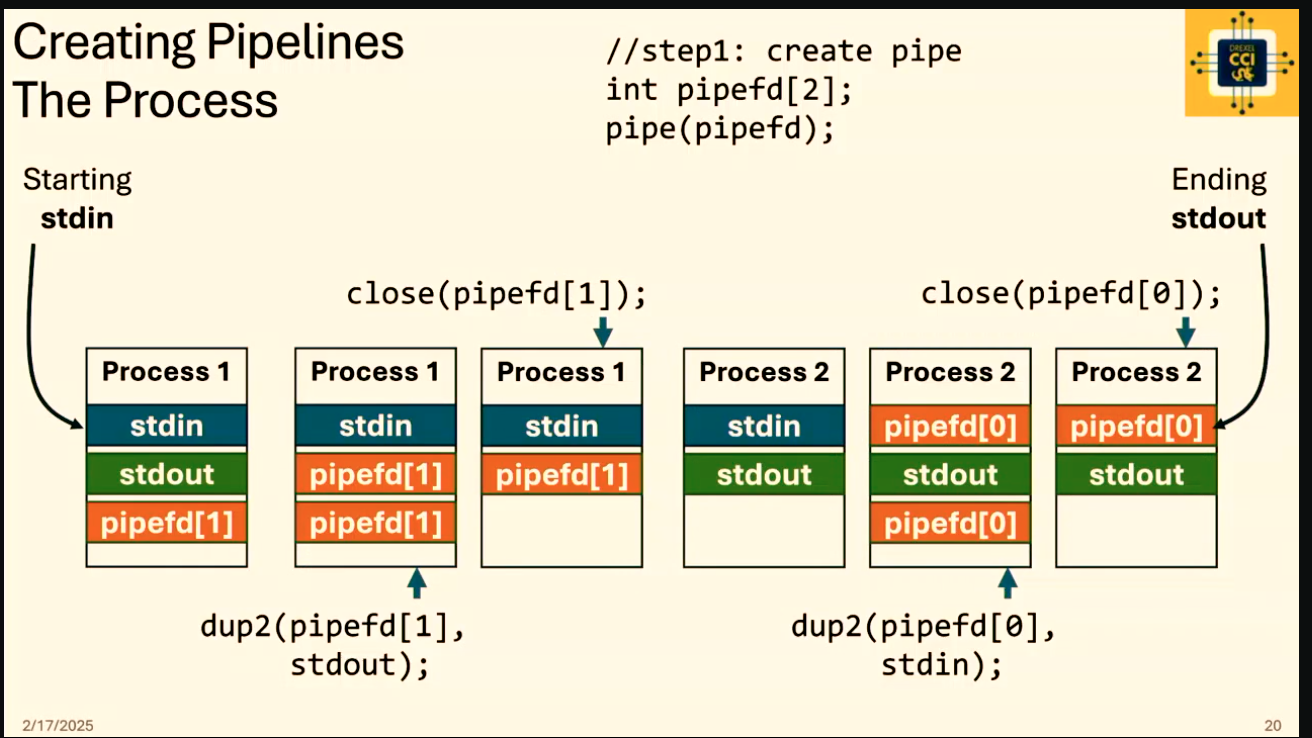 Creating Pipelines
The Process
//step1: create pipe
int pipefd[2];
pipe(pipefd);
DREXEL
CCI
Starting
stdin
Ending
stdout
close(pipefd[1]);
close(pipefd[0]);
Process 1
stdin
stdout
pipefd[1]
Process 1
stdin
pipefd[1]
pipefd[1]
Process 1
stdin
pipefd[1]
Process 2
stdin
stdout
Process 2
pipefd[0]
stdout
pipefd[0]
Process 2
pipefd[0]
stdout
dup2(pipefd[1],
stdout);
dup2(pipefd[0],
stdin);
2/17/2025
20